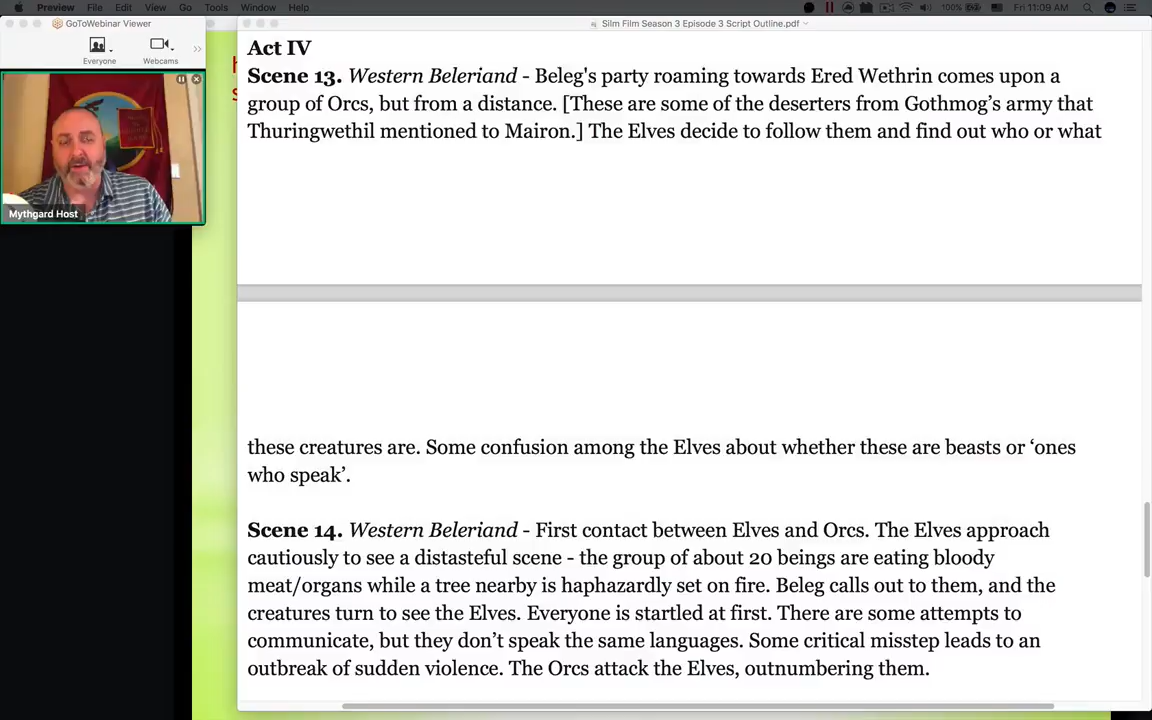 Preview File Edit View Go Tools Window Help
100% Fri 11:09 AM
GoToWebinar Viewer
Silm Film Season 3 Episode 3 Script Outline.pdf
Everyone
Webcams
Mythgard Host
Act IV
Scene 13. Western Beleriand - Beleg's party roaming towards Ered Wethrin comes upon a
group of Orcs, but from a distance. [These are some of the deserters from Gothmog’s army that
Thuringwethil mentioned to Mairon.] The Elves decide to follow them and find out who or what
these creatures are. Some confusion among the Elves about whether these are beasts or ‘ones
who speak’.
Scene 14. Western Beleriand - First contact between Elves and Orcs. The Elves approach
cautiously to see a distasteful scene - the group of about 20 beings are eating bloody
meat/organs while a tree nearby is haphazardly set on fire. Beleg calls out to them, and the
creatures turn to see the Elves. Everyone is startled at first. There are some attempts to
communicate, but they don’t speak the same languages. Some critical misstep leads to an
outbreak of sudden violence. The Orcs attack the Elves, outnumbering them.